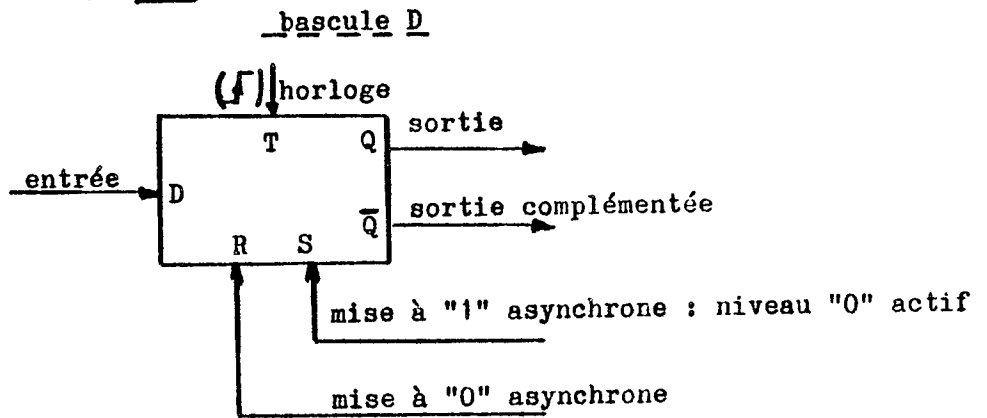 bascule D
horloge
T
Q
sortie
entrée
D
Q̅
sortie complémentée
R
S
mise à "1" asynchrone : niveau "0" actif
mise à "0" asynchrone